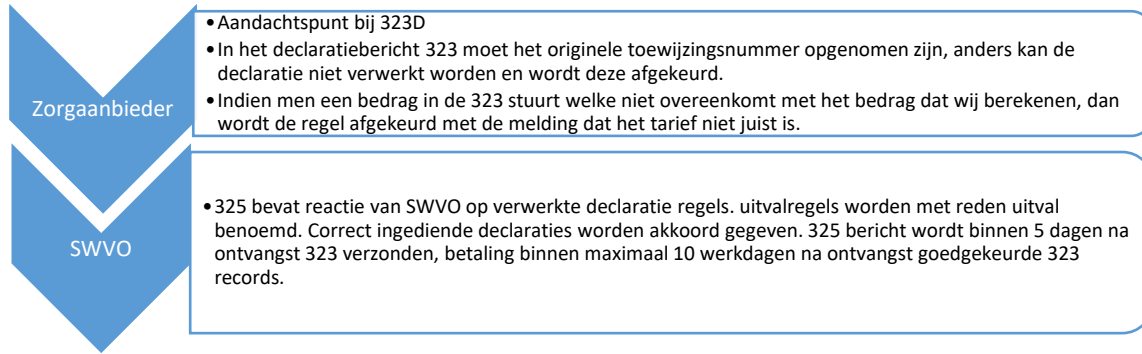 Zorgaanbieder
•Aandachtspunt bij 323D
•In het declaratiebericht 323 moet het originele toewijzingsnummer opgenomen zijn, anders kan de
declaratie niet verwerkt worden en wordt deze afgekeurd.
•Indien men een bedrag in de 323 stuurt welke niet overeenkomt met het bedrag dat wij berekenen, dan
wordt de regel afgekeurd met de melding dat het tarief niet juist is.
SWVO
•325 bevat reactie van SWVO op verwerkte declaratie regels. uitvalregels worden met reden uitval
benoemd. Correct ingediende declaraties worden akkoord gegeven. 325 bericht wordt binnen 5 dagen na
ontvangst 323 verzonden, betaling binnen maximaal 10 werkdagen na ontvangst goedgekeurde 323
records.